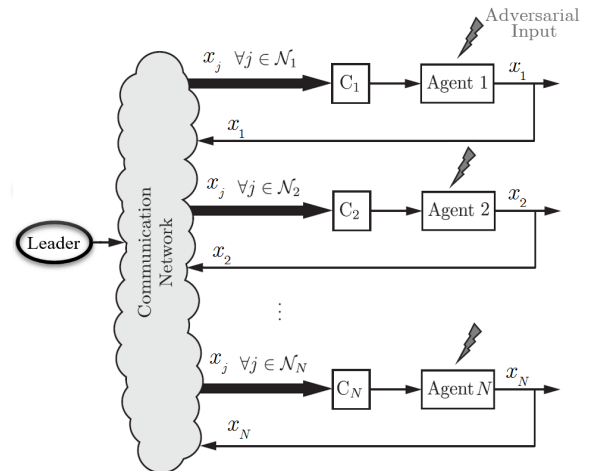 Adversarial
Input
x_j ∀j ∈ 𝒩_1
C_1
Agent 1
x_1
x_1
x_j ∀j ∈ 𝒩_2
C_2
Agent 2
x_2
x_2
Leader
Communication
Network
⋮
x_j ∀j ∈ 𝒩_N
C_N
Agent N
x_N
x_N